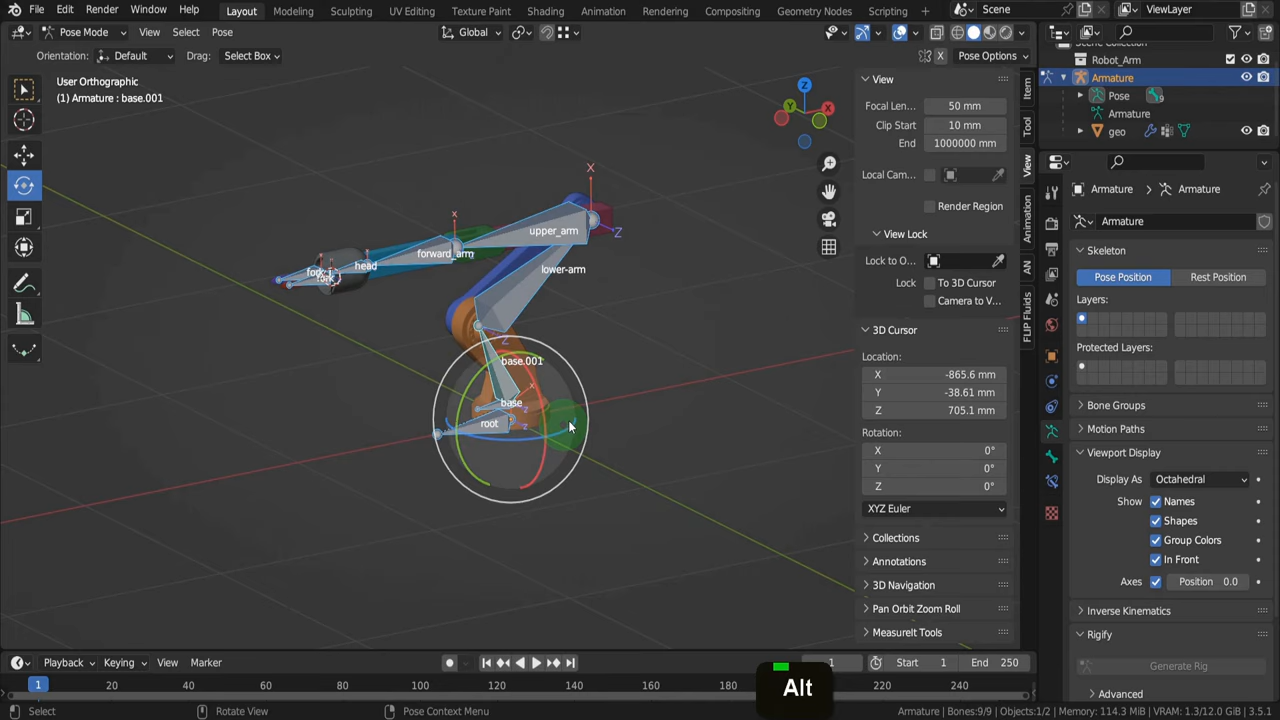 File Edit Render Window Help Layout Modeling Sculpting UV Editing Texture Paint Shading Animation Rendering Compositing Geometry Nodes Scripting Scene ViewLayer
Pose Mode View Select Pose Global
Orientation: Default Drag: Select Box X Pose Options
User Orthographic
(1) Armature : base.001
Z
Y
X
X
x
Z
upper_arm
forward_arm
head
fork
fork
lower-arm
Z
base.001
x
base
z
root
z
View
Focal Len... 50 mm
Clip Start 10 mm
End 1000000 mm
Local Cam...
Render Region
View Lock
Lock to O...
Lock To 3D Cursor
Camera to V...
3D Cursor
Location:
X -865.6 mm
Y -38.61 mm
Z 705.1 mm
Rotation:
X 0°
Y 0°
Z 0°
XYZ Euler
Collections
Annotations
3D Navigation
Pan Orbit Zoom Roll
MeasureIt Tools
Item
Tool
View
Animation
AN
FLIP Fluids
Scene Collection
Robot_Arm
Armature
Pose 9
Armature
geo
Armature Armature
Armature
Skeleton
Pose Position Rest Position
Layers:
Protected Layers:
Bone Groups
Motion Paths
Viewport Display
Display As Octahedral
Show Names
Shapes
Group Colors
In Front
Axes Position 0.0
Inverse Kinematics
Rigify
Generate Rig
Advanced
Playback Keying View Marker 1 Start 1 End 250
1 20 40 60 80 100 120 140 160 220 240
Alt
Select Rotate View Pose Context Menu Armature | Bones:9/9 | Objects:1/2 | Memory: 114.3 MiB | VRAM: 1.3/12.0 GiB | 3.5.1